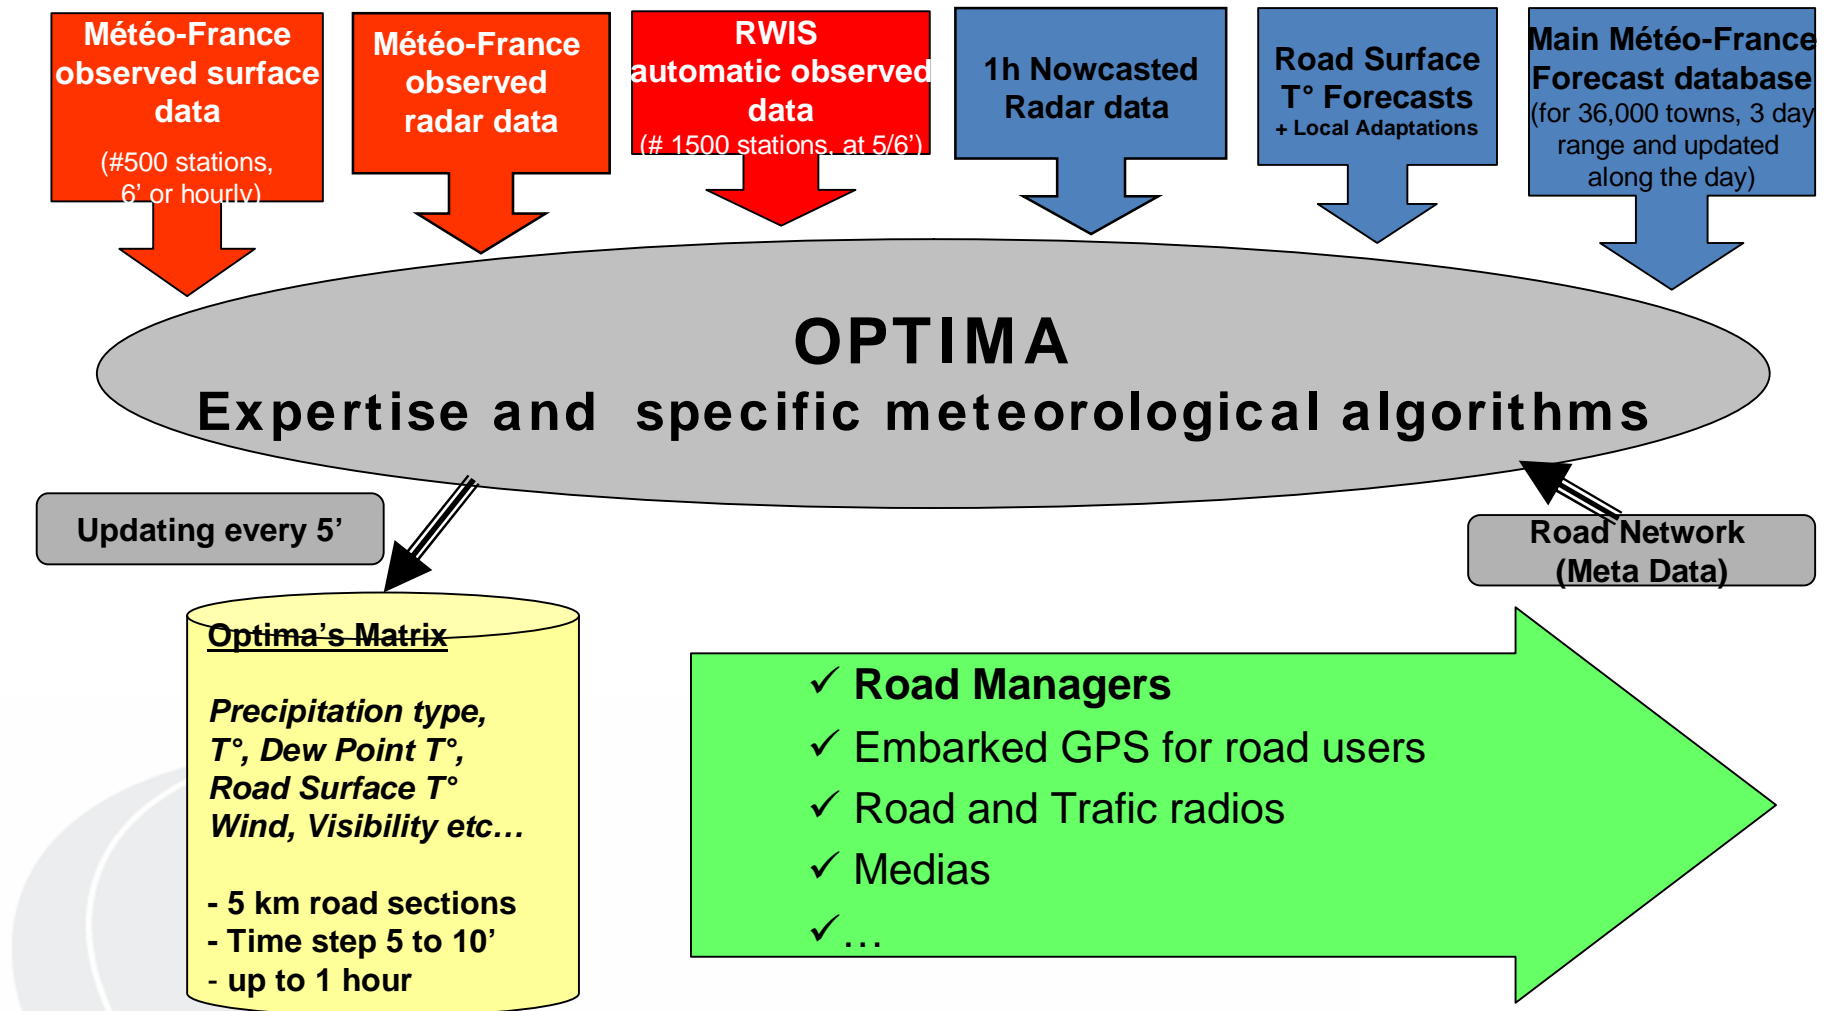 Météo-France
observed surface
data
(#500 stations,
6’ or hourly)
Météo-France
observed
radar data
RWIS
automatic observed
data
(# 1500 stations, at 5/6’)
1h Nowcasted
Radar data
Road Surface
T° Forecasts
+ Local Adaptations
Main Météo-France
Forecast database
(for 36,000 towns, 3 day
range and updated
along the day)
OPTIMA
Expertise and specific meteorological algorithms
Updating every 5’
Road Network
(Meta Data)
Optima’s Matrix
Precipitation type,
T°, Dew Point T°,
Road Surface T°
Wind, Visibility etc…
- 5 km road sections
- Time step 5 to 10’
- up to 1 hour
✓ Road Managers
✓ Embarked GPS for road users
✓ Road and Trafic radios
✓ Medias
✓…